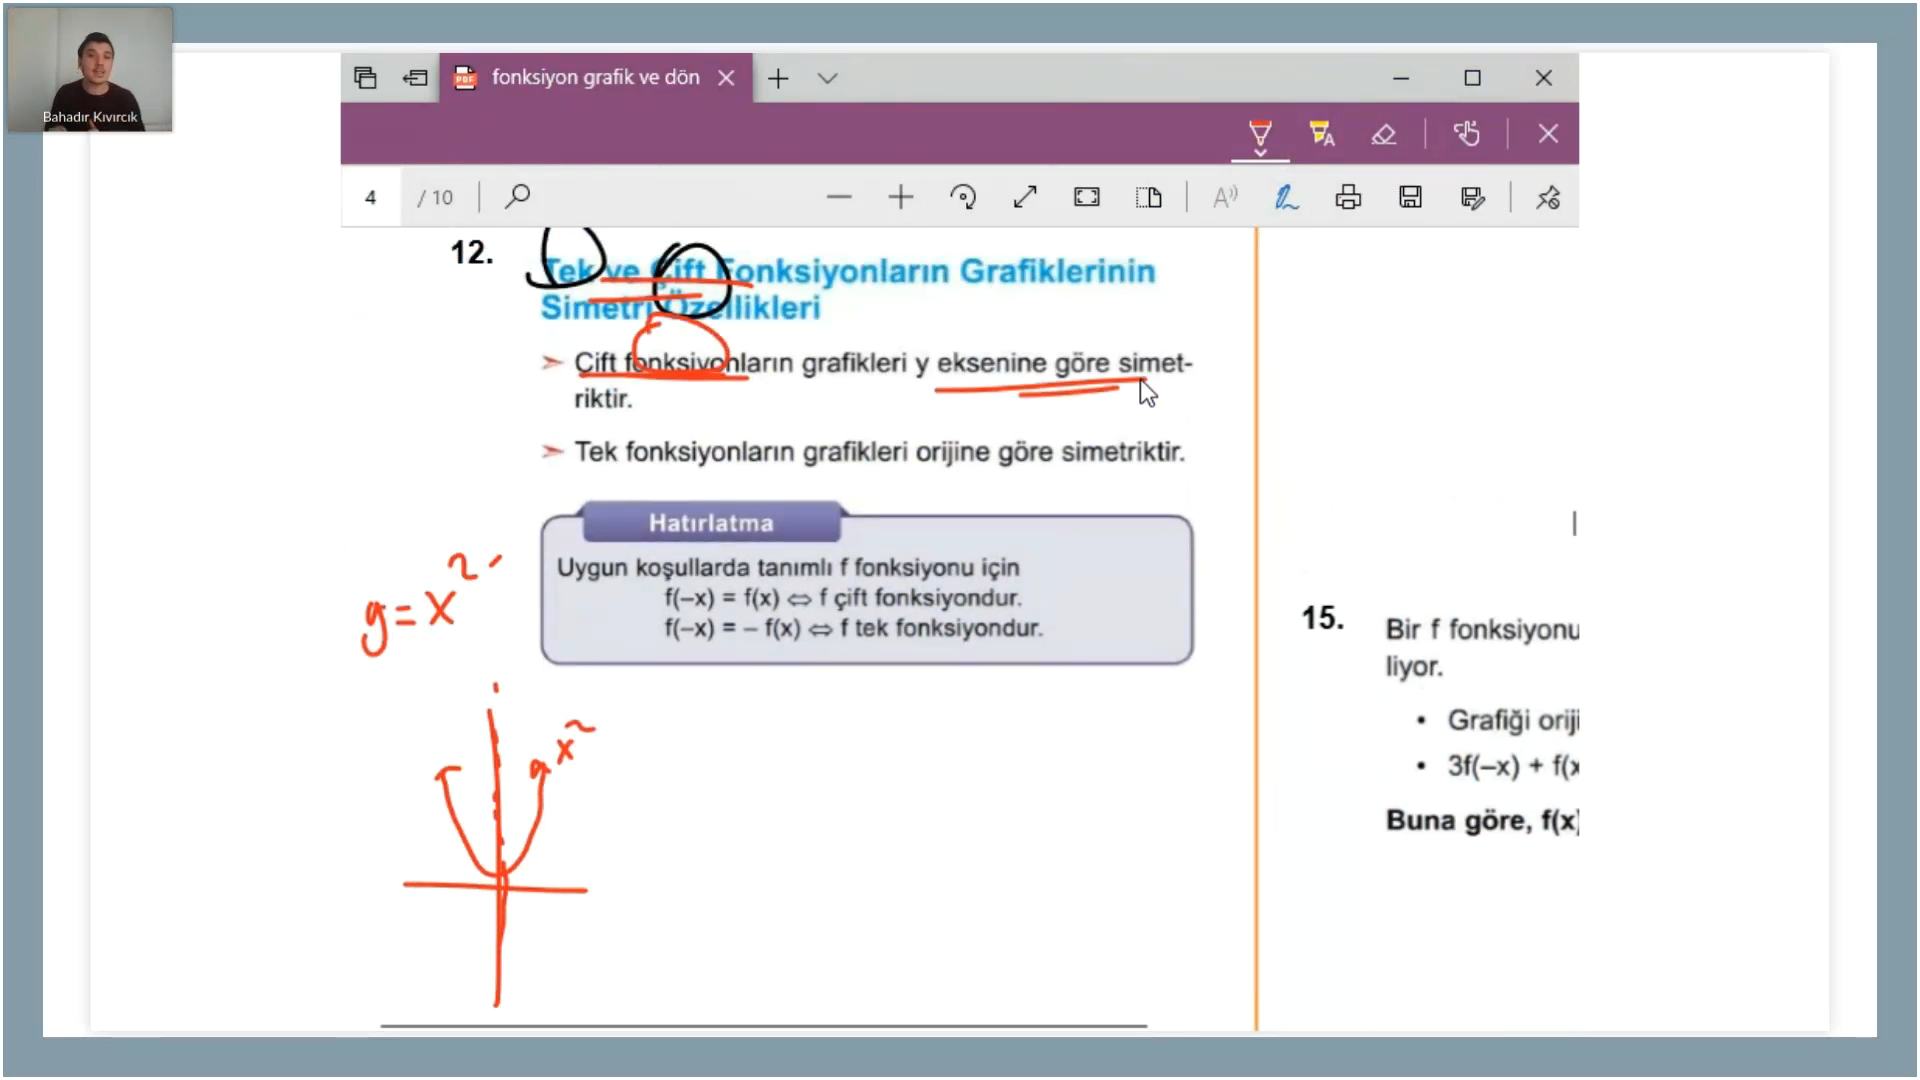 Bahadır Kıvırcık
fonksiyon grafik ve dön
4 / 10
12.
Tek ve Çift Fonksiyonların Grafiklerinin
Simetri Özellikleri
Çift fonksiyonların grafikleri y eksenine göre simet-
riktir.
Tek fonksiyonların grafikleri orijine göre simetriktir.
Hatırlatma
Uygun koşullarda tanımlı f fonksiyonu için
f(–x) = f(x) ⇔ f çift fonksiyondur.
f(–x) = – f(x) ⇔ f tek fonksiyondur.
y = x²
x²
15.
Bir f fonksiyonu
liyor.
• Grafiği oriji
• 3f(–x) + f(x
Buna göre, f(x)